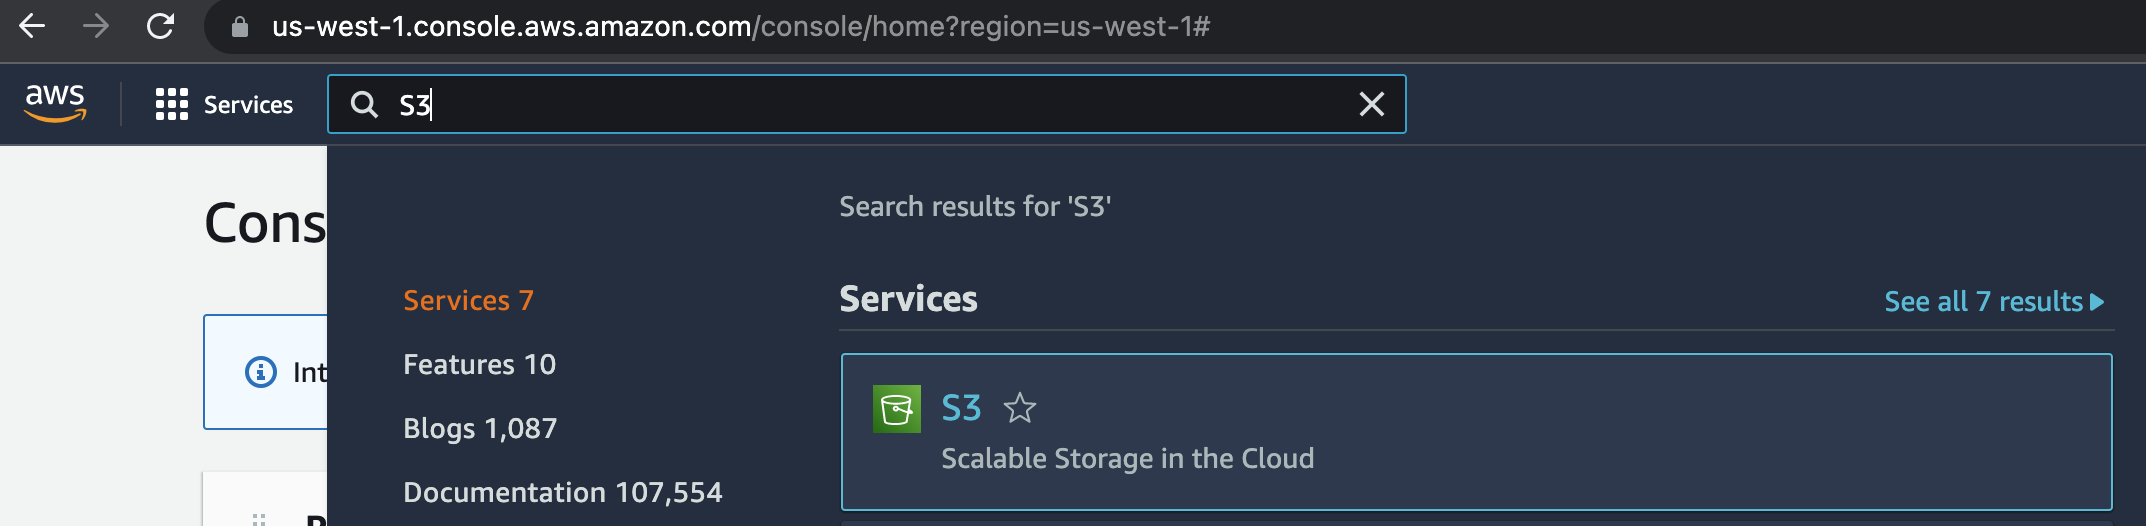 us-west-1.console.aws.amazon.com/console/home?region=us-west-1#
aws
Services
S3
Cons
Search results for 'S3'
Services 7
Services
See all 7 results
Int
Features 10
S3
Blogs 1,087
Scalable Storage in the Cloud
Documentation 107,554